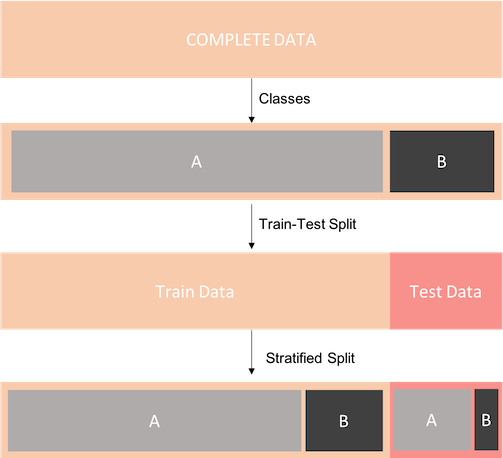 COMPLETE DATA
Classes
A B
Train-Test Split
Train Data Test Data
Stratified Split
A B A B